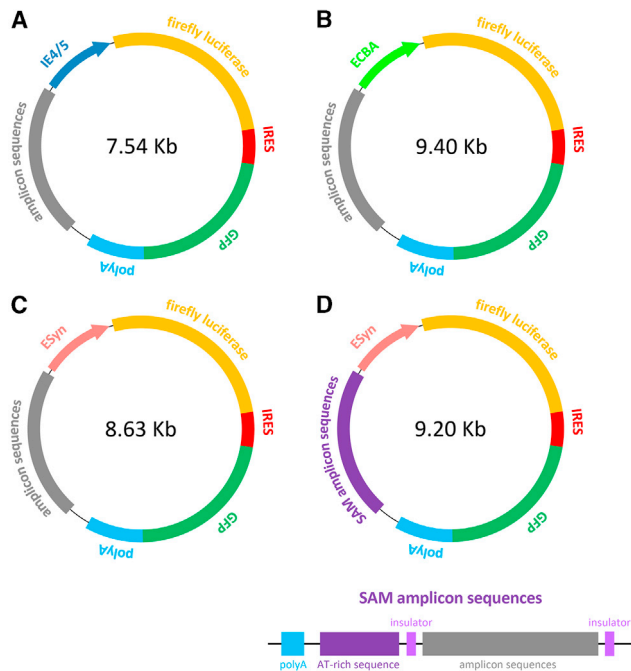 A
IE4/5
firefly luciferase
amplicon sequences
7.54 Kb
IRES
GFP
polyA
B
ECBA
firefly luciferase
amplicon sequences
9.40 Kb
IRES
GFP
polyA
C
ESyn
firefly luciferase
amplicon sequences
8.63 Kb
IRES
GFP
polyA
D
ESyn
firefly luciferase
SAM amplicon sequences
9.20 Kb
IRES
GFP
polyA
SAM amplicon sequences
insulator
insulator
polyA
AT-rich sequence
amplicon sequences